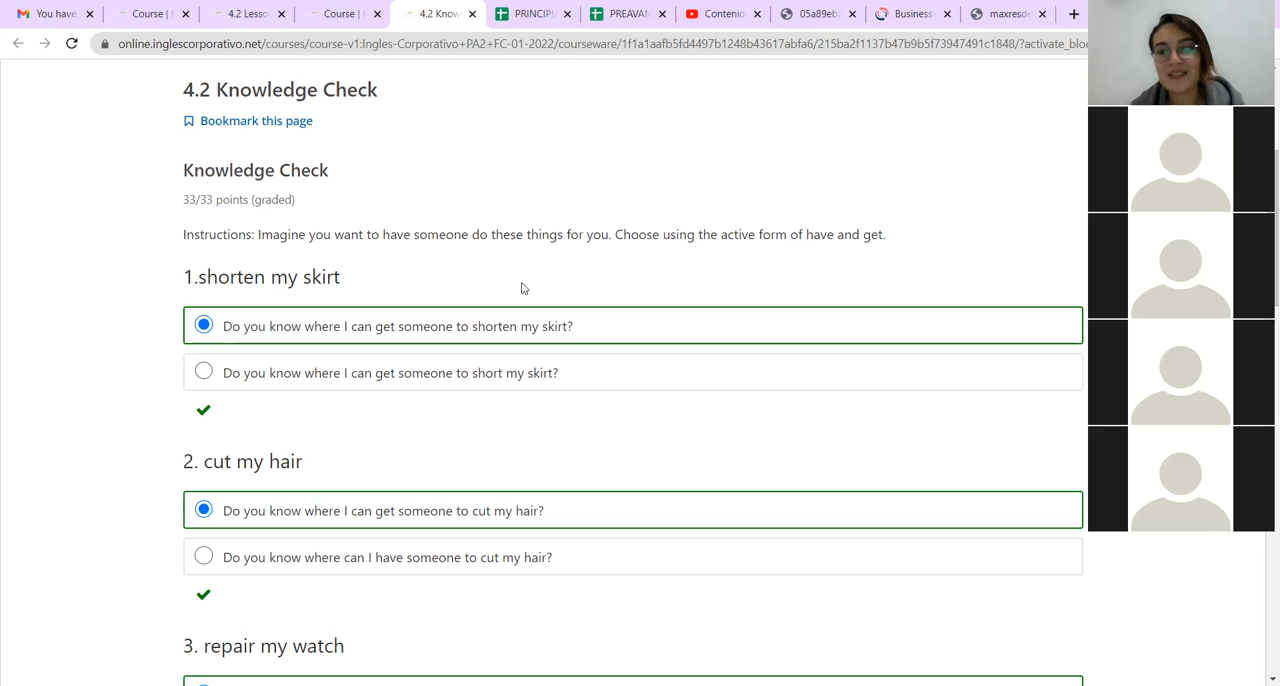 You have
Course |
4.2 Lesso
Course |
4.2 Know
PRINCIPI
PREAVAN
Contenid
05a89eb
Business-
maxresde
online.inglescorporativo.net/courses/course-v1:Ingles-Corporativo+PA2+FC-01-2022/courseware/1f1a1aafb5fd4497b1248b43617abfa6/215ba2f1137b47b9b5f73947491c1848/?activate_bloc
4.2 Knowledge Check
Bookmark this page
Knowledge Check
33/33 points (graded)
Instructions: Imagine you want to have someone do these things for you. Choose using the active form of have and get.
1.shorten my skirt
Do you know where I can get someone to shorten my skirt?
Do you know where I can get someone to short my skirt?
2. cut my hair
Do you know where I can get someone to cut my hair?
Do you know where can I have someone to cut my hair?
3. repair my watch